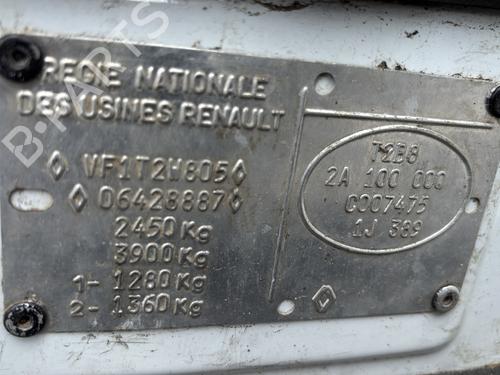 REGIE NATIONALE
DES USINES RENAULT
◊ VF1T2H805 ◊
◊ 06428887 ◊
2450 Kg
3900 Kg
1- 1280 Kg
2- 1360 Kg
T2B8
2A 100 000
C007475
1J 389
B-PARTS